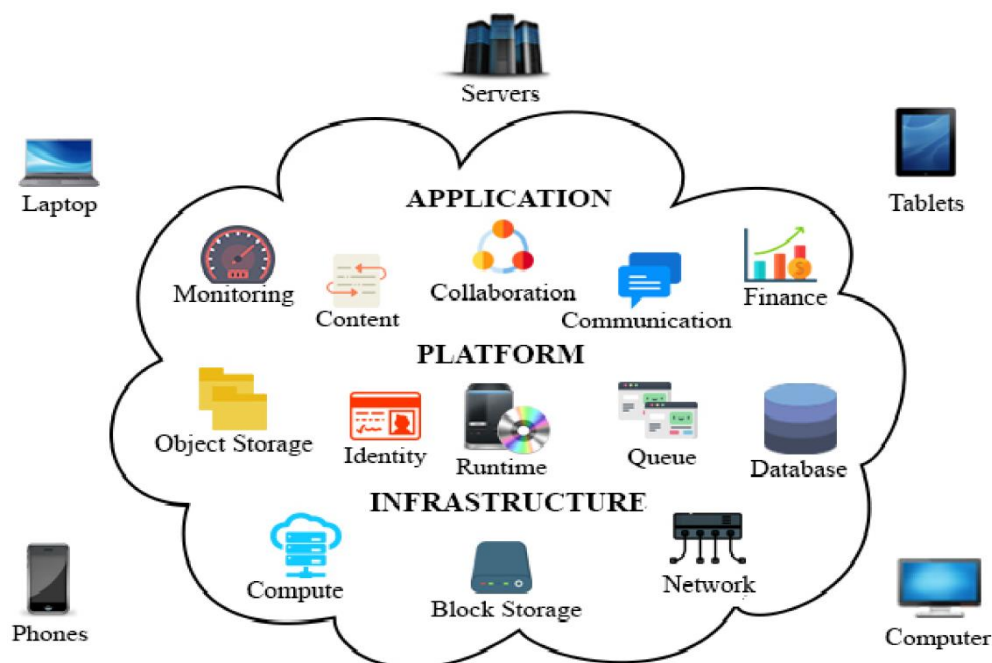 Servers
Laptop
Tablets
APPLICATION
Monitoring
Content
Collaboration
Communication
Finance
PLATFORM
Object Storage
Identity
Runtime
Queue
Database
INFRASTRUCTURE
Compute
Block Storage
Network
Phones
Computer